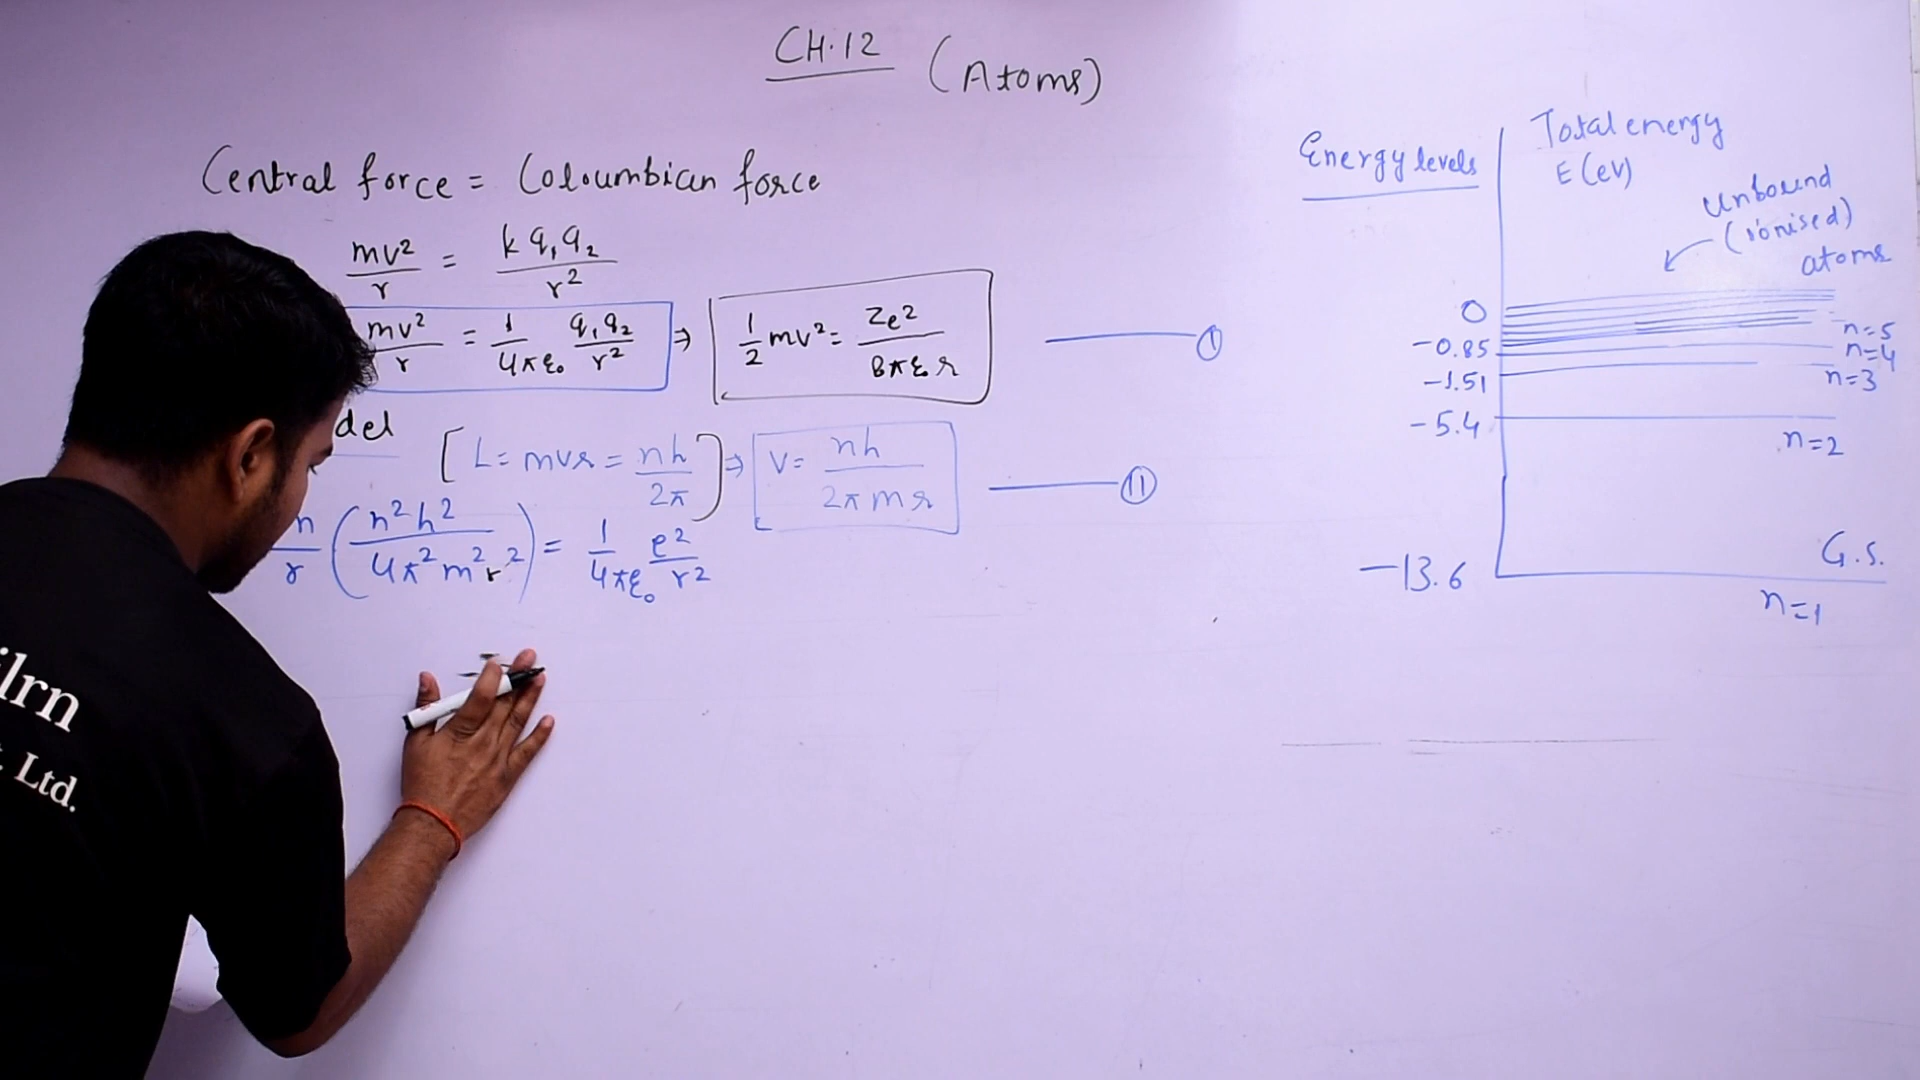 CH.12 (Atoms)
Central force = Coloumbian force
mv²/r = k q₁q₂/r²
mv²/r = 1/4πε₀ q₁q₂/r² ⇒ 1/2 mv² = Ze²/8πε₀r —— ①
del [L = mvr = nh/2π] ⇒ V = nh/2πmr —— ⑪
m/r (n²h²/4π²m²r²) = 1/4πε₀ e²/r²
Energy levels
Total energy
E (ev)
unbound
(ionised)
atoms
0
n=5
-0.85
n=4
-1.51
n=3
-5.4
n=2
-13.6
G.S.
n=1
ilrn
. Ltd.